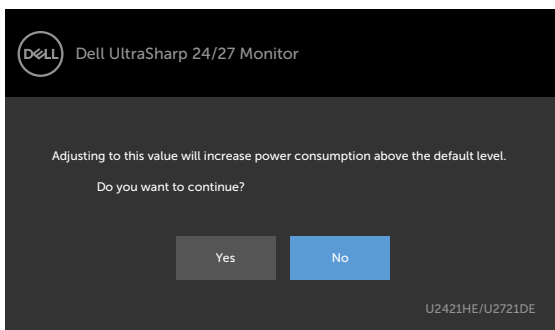 DELL
Dell UltraSharp 24/27 Monitor
Adjusting to this value will increase power consumption above the default level.
Do you want to continue?
Yes
No
U2421HE/U2721DE